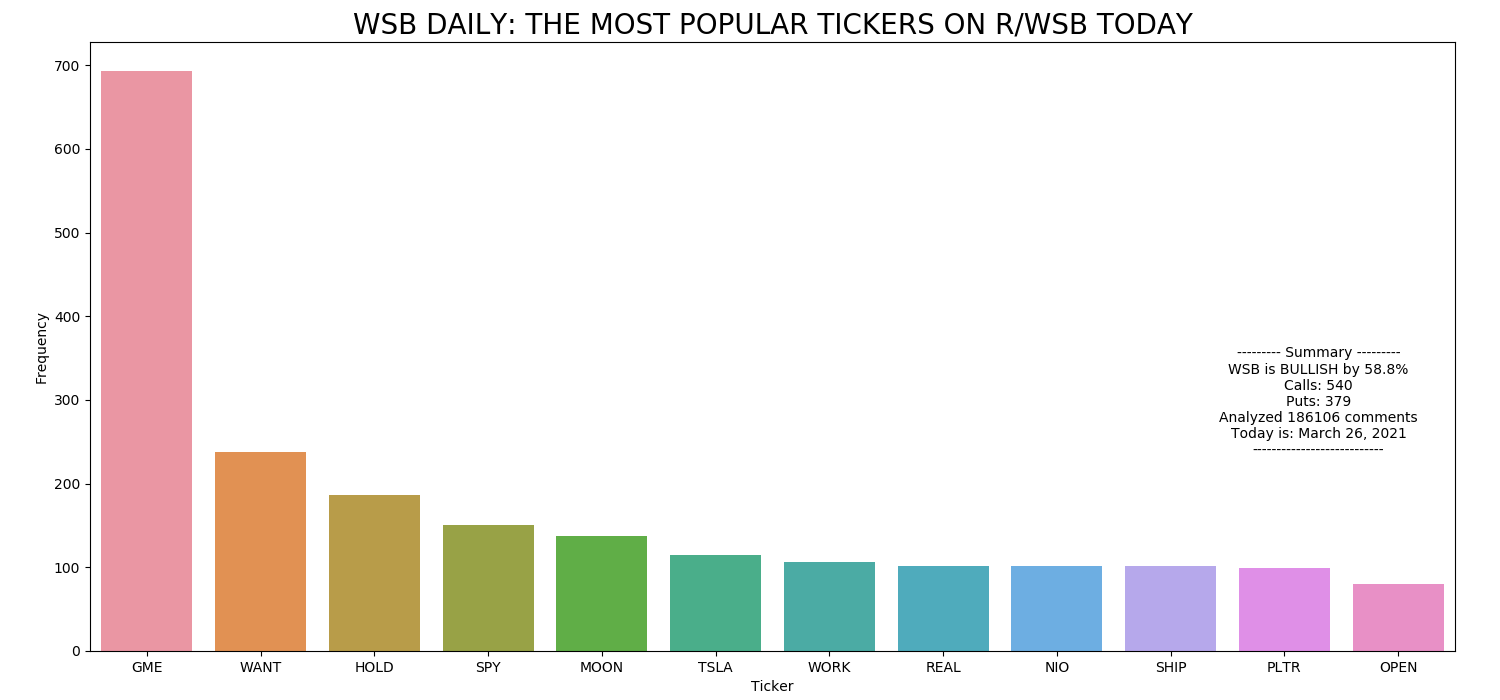 WSB DAILY: THE MOST POPULAR TICKERS ON R/WSB TODAY
700
600
500
400
300
200
100
0
Frequency
--------- Summary ---------
WSB is BULLISH by 58.8%
Calls: 540
Puts: 379
Analyzed 186106 comments
Today is: March 26, 2021
---------------------------
GME WANT HOLD SPY MOON TSLA WORK REAL NIO SHIP PLTR OPEN
Ticker